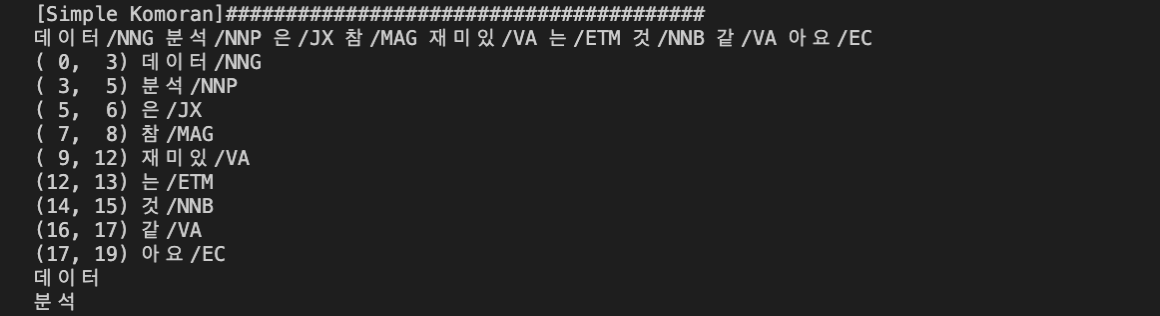 [Simple Komoran]########################################
데이터/NNG 분석/NNP 은/JX 참/MAG 재미있/VA 는/ETM 것/NNB 같/VA 아요/EC
( 0,  3) 데이터/NNG
( 3,  5) 분석/NNP
( 5,  6) 은/JX
( 7,  8) 참/MAG
( 9, 12) 재미있/VA
(12, 13) 는/ETM
(14, 15) 것/NNB
(16, 17) 같/VA
(17, 19) 아요/EC
데이터
분석